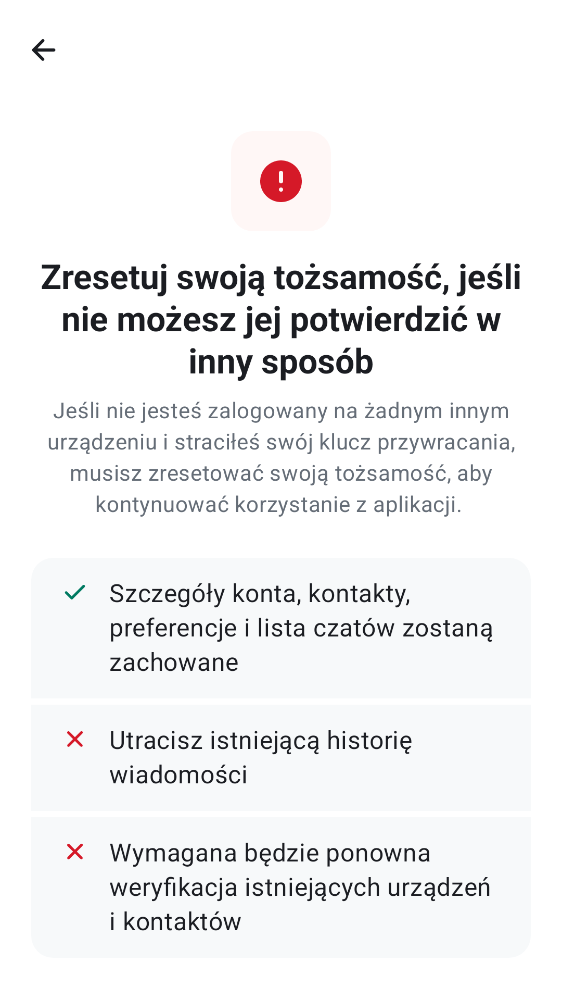 Zresetuj swoją tożsamość, jeśli
nie możesz jej potwierdzić w
inny sposób
Jeśli nie jesteś zalogowany na żadnym innym
urządzeniu i straciłeś swój klucz przywracania,
musisz zresetować swoją tożsamość, aby
kontynuować korzystanie z aplikacji.
Szczegóły konta, kontakty,
preferencje i lista czatów zostaną
zachowane
Utracisz istniejącą historię
wiadomości
Wymagana będzie ponowna
weryfikacja istniejących urządzeń
i kontaktów